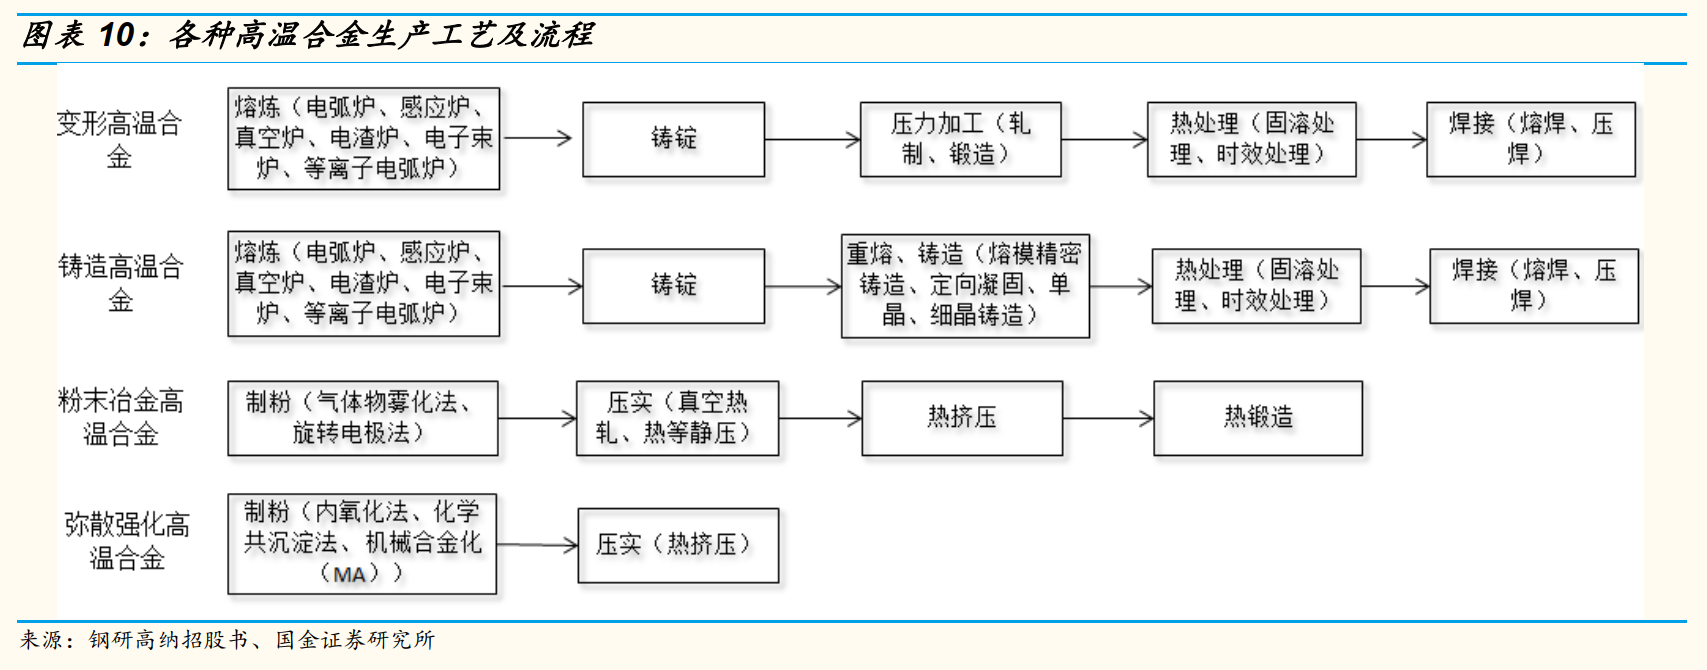 图表 10：各种高温合金生产工艺及流程
变形高温合
金
熔炼（电弧炉、感应炉、
真空炉、电渣炉、电子束
炉、等离子电弧炉）
铸锭
压力加工（轧
制、锻造）
热处理（固溶处
理、时效处理）
焊接（熔焊、压
焊）
铸造高温合
金
熔炼（电弧炉、感应炉、
真空炉、电渣炉、电子束
炉、等离子电弧炉）
铸锭
重熔、铸造（熔模精密
铸造、定向凝固、单
晶、细晶铸造）
热处理（固溶处
理、时效处理）
焊接（熔焊、压
焊）
粉末冶金高
温合金
制粉（气体物雾化法、
旋转电极法）
压实（真空热
轧、热等静压）
热挤压
热锻造
弥散强化高
温合金
制粉（内氧化法、化学
共沉淀法、机械合金化
（MA））
压实（热挤压）
来源：钢研高纳招股书、国金证券研究所